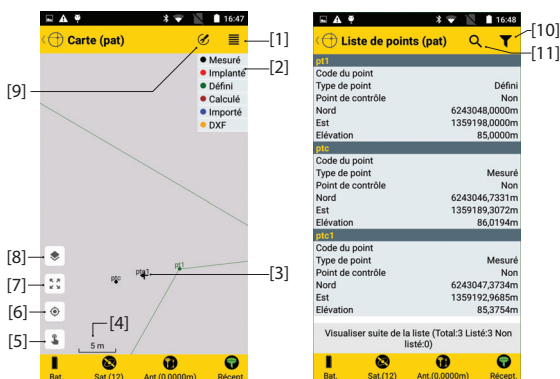 16:47
Carte (pat)
[1]
[2]
[9]
Mesuré
Implanté
Défini
Calculé
Importé
DXF
[8]
[7]
[6]
[5]
[4]
[3]
ptc
ptc1
pt1
5 m
Bat.
Sat.(12)
Ant.(0,0000m)
Récept.
16:48
Liste de points (pat)
[10]
[11]
pt1
Code du point
Type de point Défini
Point de contrôle Non
Nord 6243048,0000m
Est 1359198,0000m
Elévation 85,0000m
ptc
Code du point
Type de point Mesuré
Point de contrôle Non
Nord 6243046,7331m
Est 1359189,3072m
Elévation 86,0194m
ptc1
Code du point
Type de point Mesuré
Point de contrôle Non
Nord 6243047,3734m
Est 1359192,9685m
Elévation 85,3754m
Visualiser suite de la liste (Total:3 Listé:3 Non
listé:0)
Bat.
Sat.(12)
Ant.(0,0000m)
Récept.